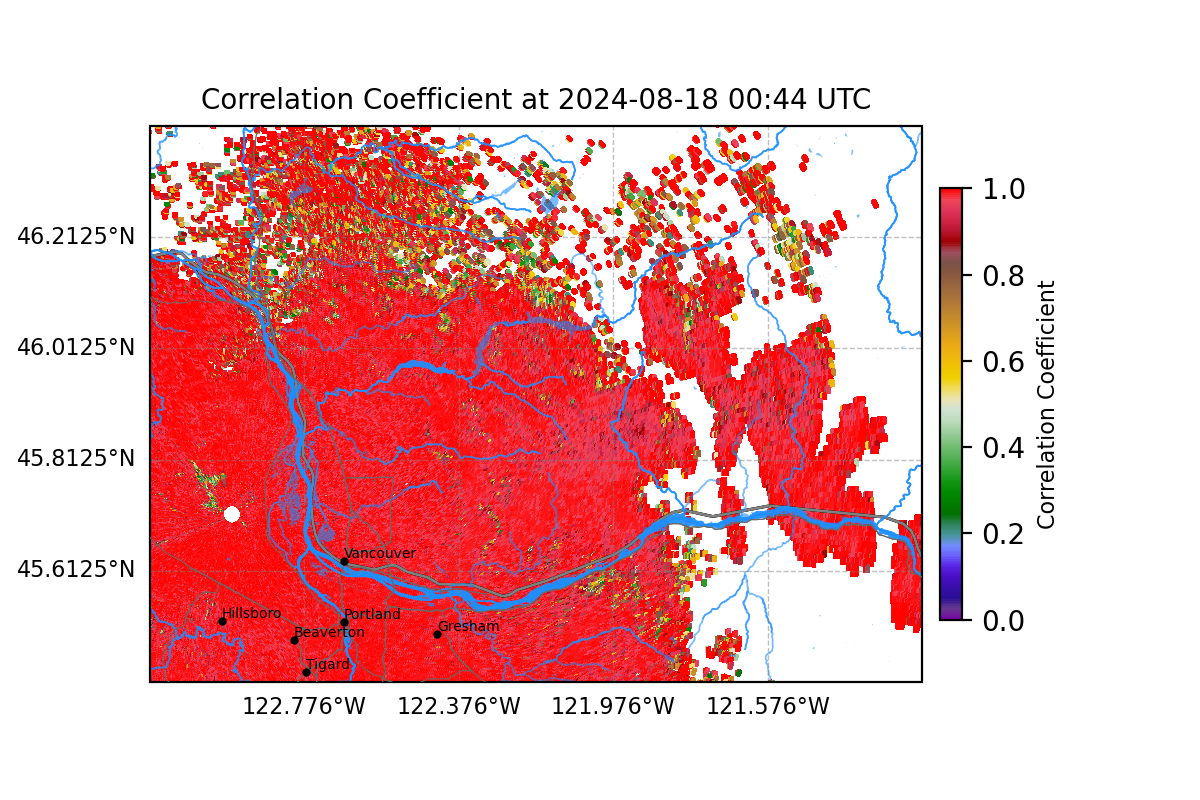 Correlation Coefficient at 2024-08-18 00:44 UTC
46.2125°N
46.0125°N
45.8125°N
45.6125°N
122.776°W
122.376°W
121.976°W
121.576°W
Vancouver
Hillsboro
Portland
Beaverton
Gresham
Tigard
1.0
0.8
0.6
0.4
0.2
0.0
Correlation Coefficient